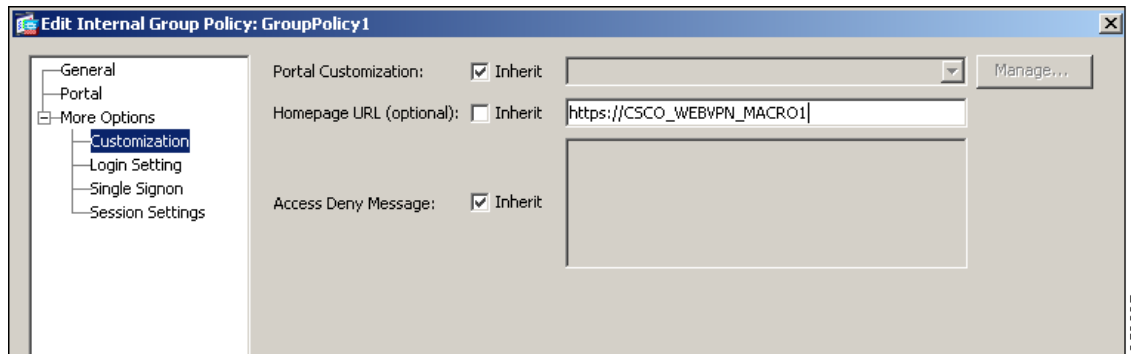 Edit Internal Group Policy: GroupPolicy1
General
Portal
More Options
Customization
Login Setting
Single Signon
Session Settings
Portal Customization: Inherit Manage...
Homepage URL (optional): Inherit https://CSCO_WEBVPN_MACRO1
Access Deny Message: Inherit